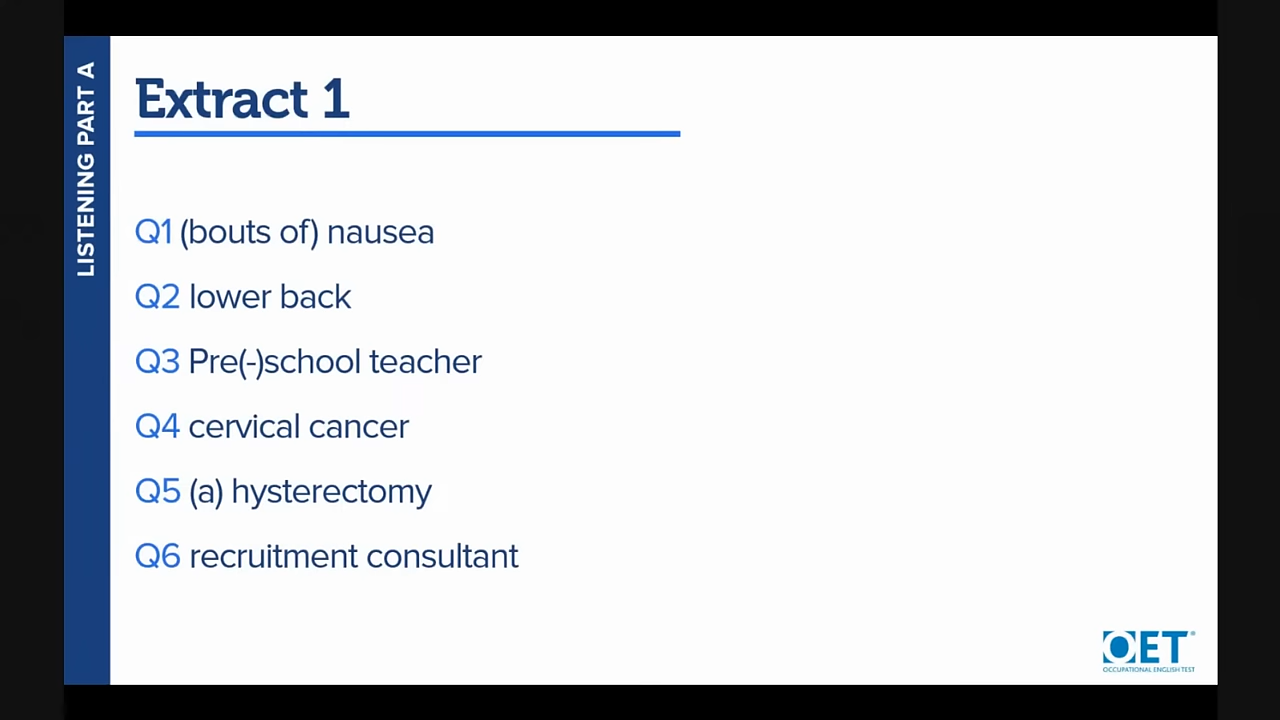 LISTENING PART A
Extract 1
Q1 (bouts of) nausea
Q2 lower back
Q3 Pre(-)school teacher
Q4 cervical cancer
Q5 (a) hysterectomy
Q6 recruitment consultant
OET®
OCCUPATIONAL ENGLISH TEST